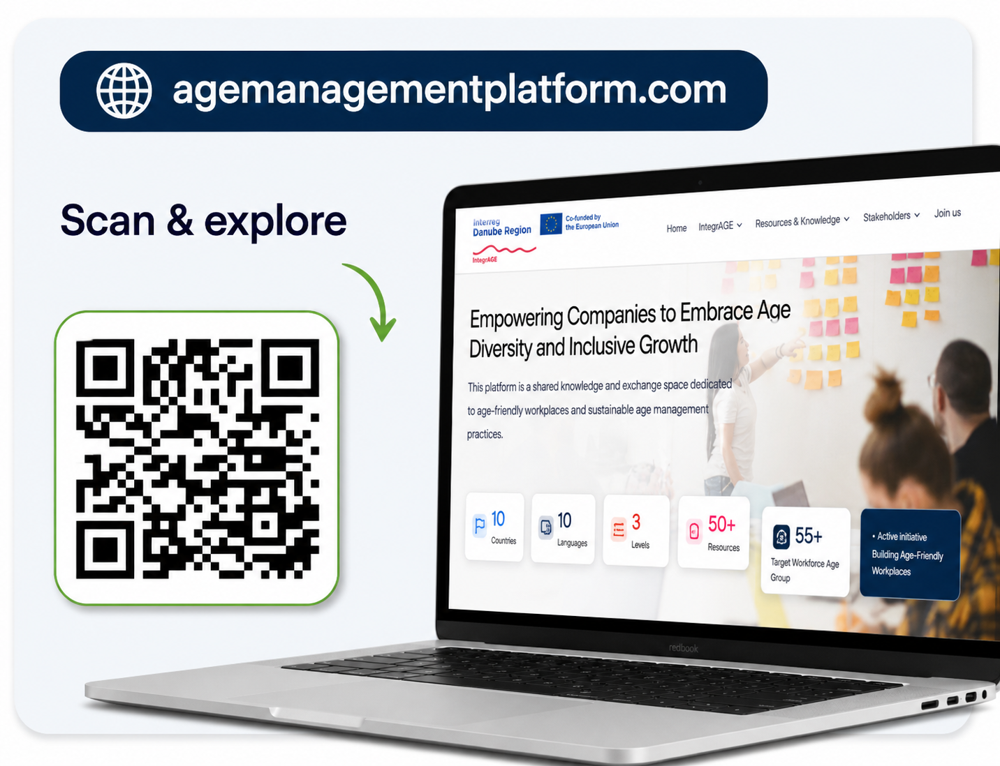 agemanagementplatform.com
Scan & explore
Interreg
Danube Region
Co-funded by
the European Union
IntegrAGE
Home IntegrAGE Resources & Knowledge Stakeholders Join us
Empowering Companies to Embrace Age
Diversity and Inclusive Growth
This platform is a shared knowledge and exchange space dedicated
to age-friendly workplaces and sustainable age management
practices.
10
Countries
10
Languages
3
Levels
50+
Resources
55+
Target Workforce Age
Group
• Active initiative
Building Age-Friendly
Workplaces
redbook